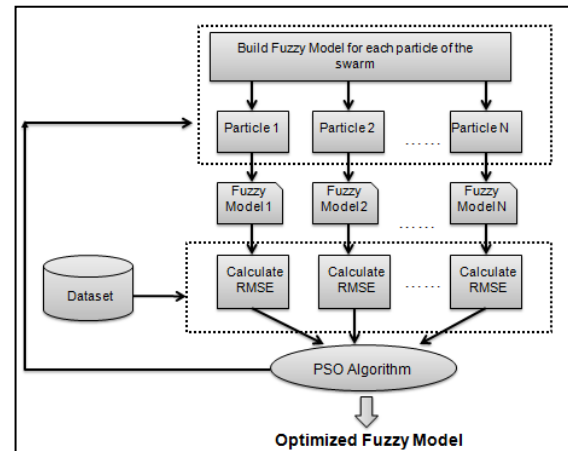 Build Fuzzy Model for each particle of the
swarm
Particle 1 Particle 2 ...... Particle N
Fuzzy Model 1 Fuzzy Model 2 ...... Fuzzy Model N
Dataset
Calculate RMSE Calculate RMSE ...... Calculate RMSE
PSO Algorithm
Optimized Fuzzy Model